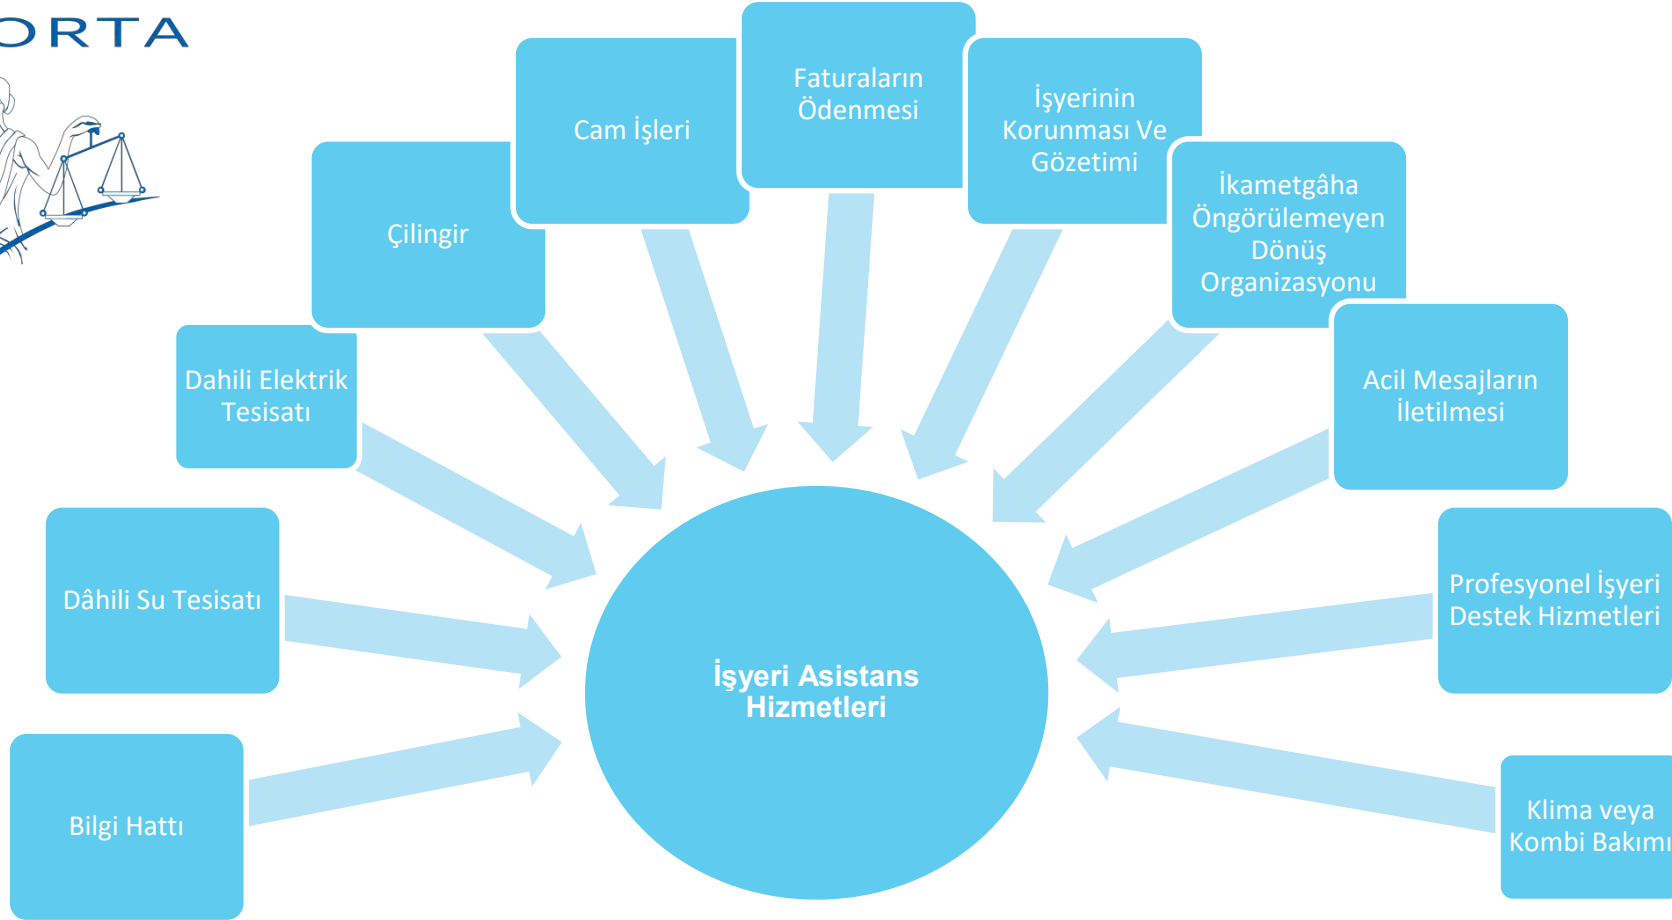 ORTA
Faturaların
Ödenmesi
Cam İşleri
İşyerinin
Korunması Ve
Gözetimi
Çilingir
İkametgâha
Öngörülemeyen
Dönüş
Organizasyonu
Dahili Elektrik
Tesisatı
Acil Mesajların
İletilmesi
Dâhili Su Tesisatı
Profesyonel İşyeri
Destek Hizmetleri
İşyeri Asistans
Hizmetleri
Bilgi Hattı
Klima veya
Kombi Bakımı